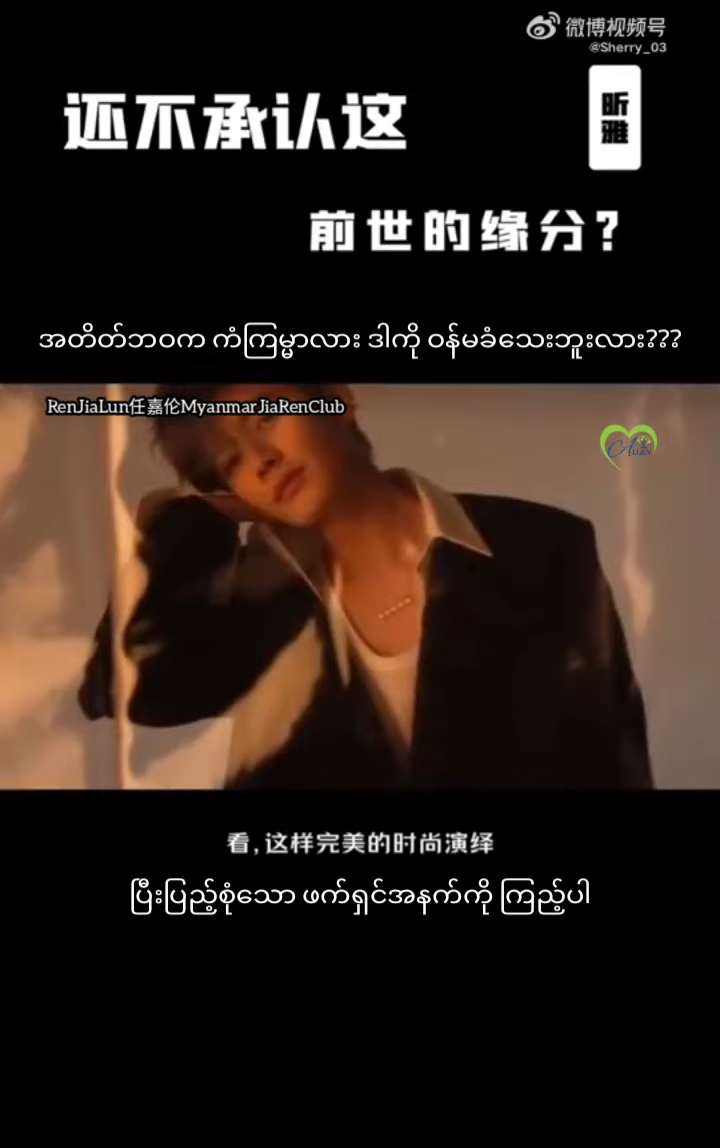 微博视频号
@Sherry_03
还不承认这
昕雅
前世的缘分?
အတိတ်ဘဝက ကံကြမ္မာလား ဒါကို ဝန်မခံသေးဘူးလား???
RenJiaLun任嘉伦MyanmarJiaRenClub
ALLEN
看,这样完美的时尚演绎
ပြီးပြည့်စုံသော ဖက်ရှင်အနက်ကို ကြည့်ပါ